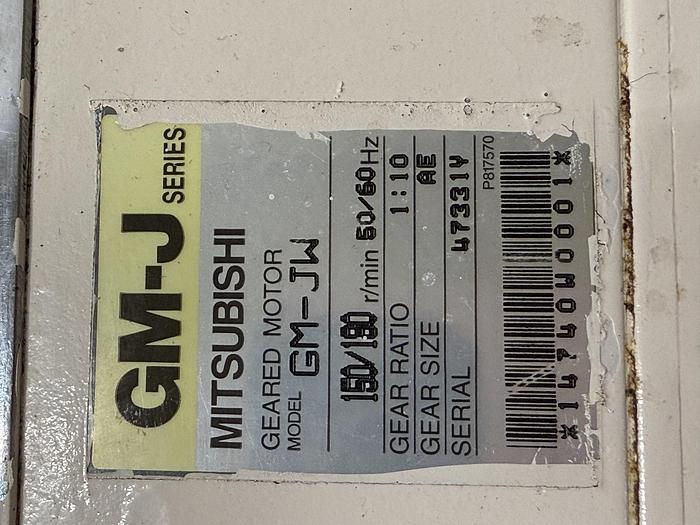 GM-J SERIES
MITSUBISHI
GEARED MOTOR
MODEL GM-JW
150/180 r/min 50/60Hz
GEAR RATIO 1:10
GEAR SIZE AE
SERIAL 47331Y
P817570
*14740W0001*